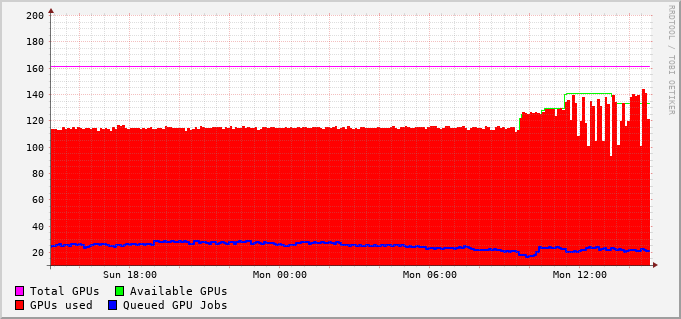 200
180
160
140
120
100
80
60
40
20
Sun 18:00 Mon 00:00 Mon 06:00 Mon 12:00
Total GPUs Available GPUs
GPUs used Queued GPU Jobs
RRDTOOL / TOBI OETIKER